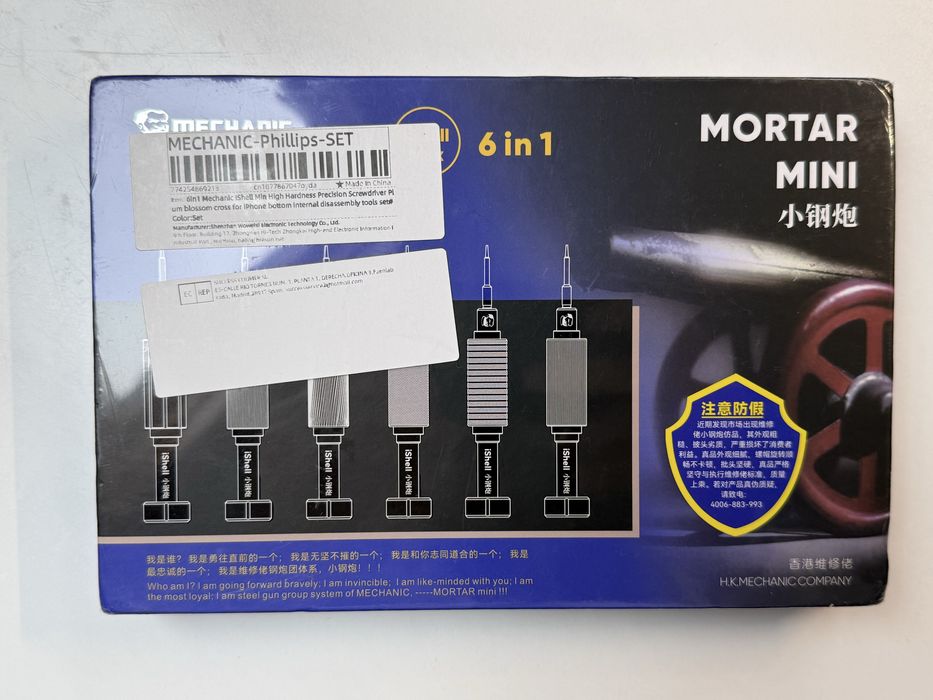 MECHANIC
6 in 1
MORTAR
MINI
小钢炮
MECHANIC-Phillips-SET
774254869213
Made in China
Item: 6in1 Mechanic iShell Min High Hardness Precision Screwdriver Pl
um blossom cross for iPhone bottom internal disassembly tools set#
Color:Set
Manufacturer:Shenzhen Woweihi Electronic Technology Co., Ltd.
EC REP
iShell 小钢炮
iShell 小钢炮
iShell 小钢炮
iShell 小钢炮
iShell 小钢炮
iShell 小钢炮
注意防假
近期发现市场出现维修
佬小钢炮仿品，其外观粗
糙、披头劣质，严重损坏了消费者
利益。真品外观细腻、螺帽旋转顺
畅不卡顿，批头坚硬，真品严格
坚守与执行维修佬标准，质量
上乘。若对产品真伪质疑，
请致电：
4006-883-993
我是谁？ 我是勇往直前的一个； 我是无坚不摧的一个； 我是和你志同道合的一个； 我是
最忠诚的一个； 我是维修佬钢炮团体系，小钢炮！！！
Who am I? I am going forward bravely; I am invincible; I am like-minded with you; I am
the most loyal; I am steel gun group system of MECHANIC, -----MORTAR mini !!!
香港维修佬
H.K.MECHANIC COMPANY